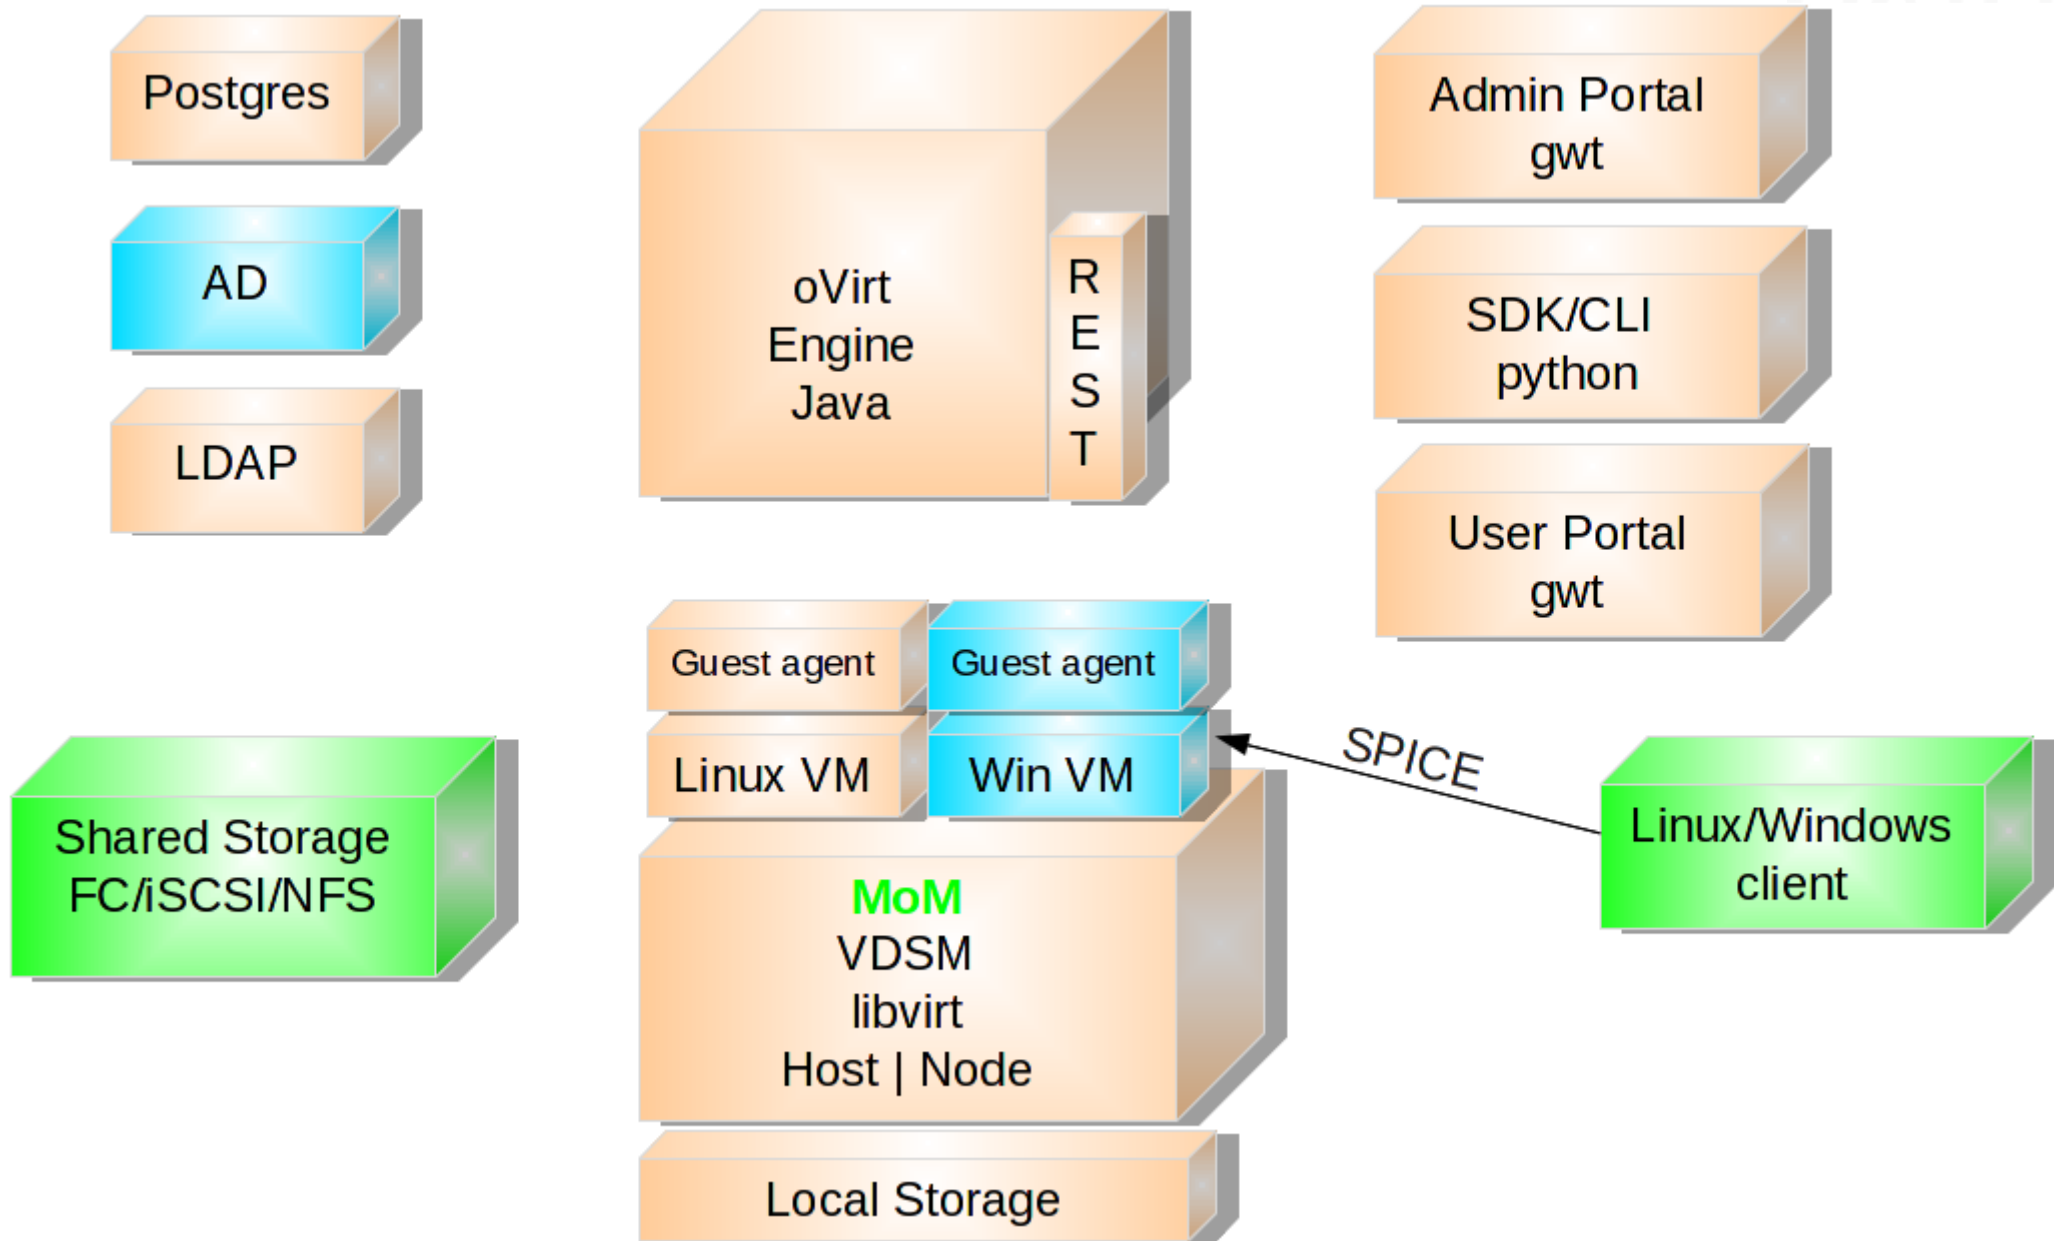 Postgres
AD
LDAP
oVirt
Engine
Java
R
E
S
T
Admin Portal
gwt
SDK/CLI
python
User Portal
gwt
Guest agent
Guest agent
Linux VM
Win VM
SPICE
Shared Storage
FC/iSCSI/NFS
Linux/Windows
client
MoM
VDSM
libvirt
Host | Node
Local Storage